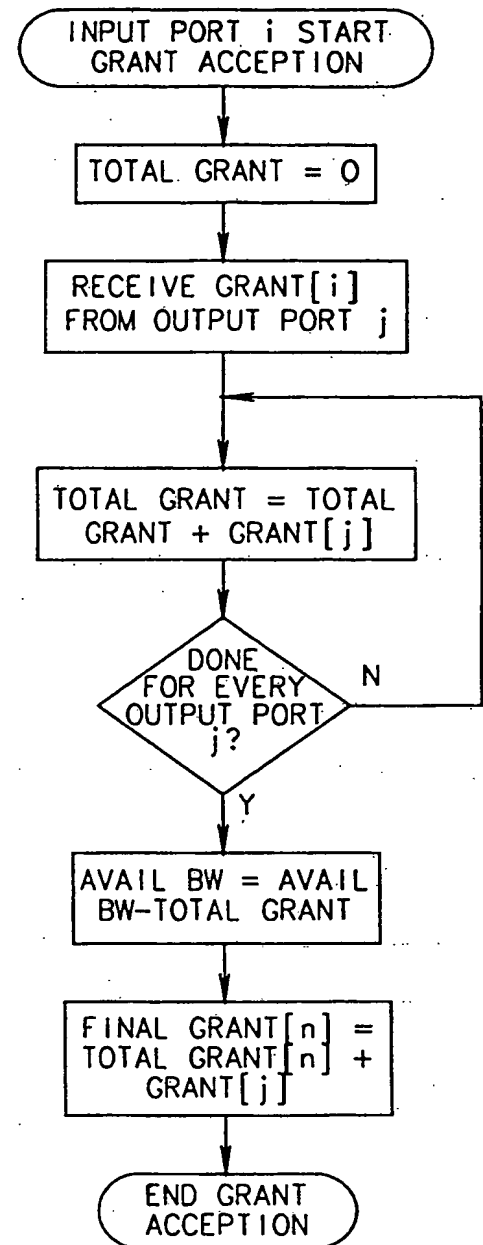 INPUT PORT i START
GRANT ACCEPTION
TOTAL GRANT = 0
RECEIVE GRANT[i]
FROM OUTPUT PORT j
TOTAL GRANT = TOTAL
GRANT + GRANT[j]
DONE
FOR EVERY
OUTPUT PORT
j?
N
Y
AVAIL BW = AVAIL
BW-TOTAL GRANT
FINAL GRANT[n] =
TOTAL GRANT[n] +
GRANT[j]
END GRANT
ACCEPTION